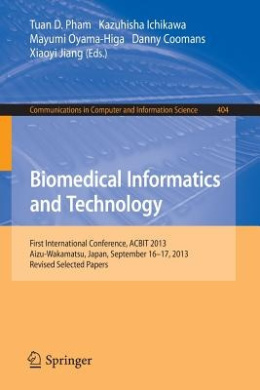 Tuan D. Pham Kazuhisha Ichikawa
Mayumi Oyama-Higa Danny Coomans
Xiaoyi Jiang (Eds.)
Communications in Computer and Information Science 404
Biomedical Informatics
and Technology
First International Conference, ACBIT 2013
Aizu-Wakamatsu, Japan, September 16–17, 2013
Revised Selected Papers
Springer